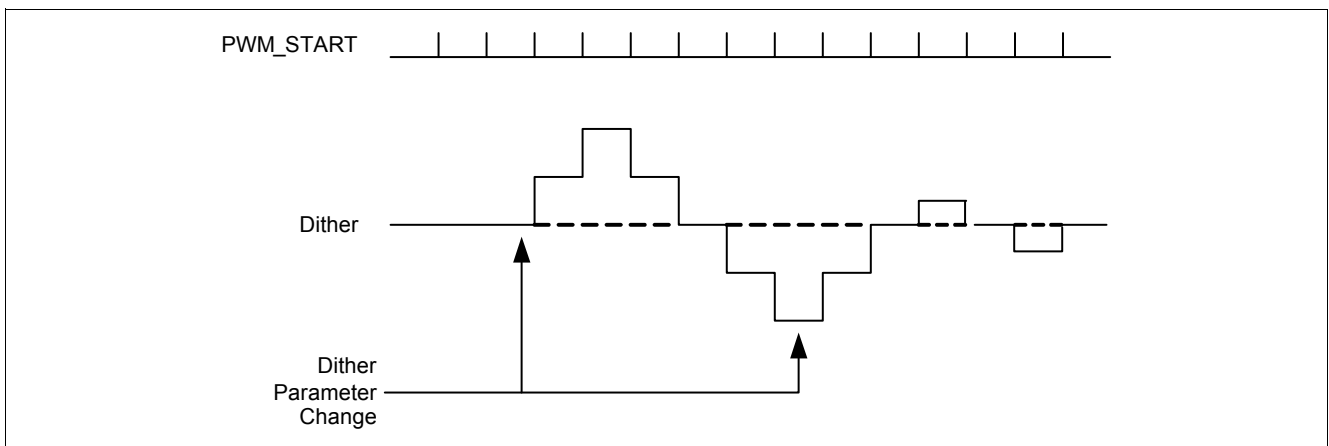 PWM_START
Dither
Dither
Parameter
Change